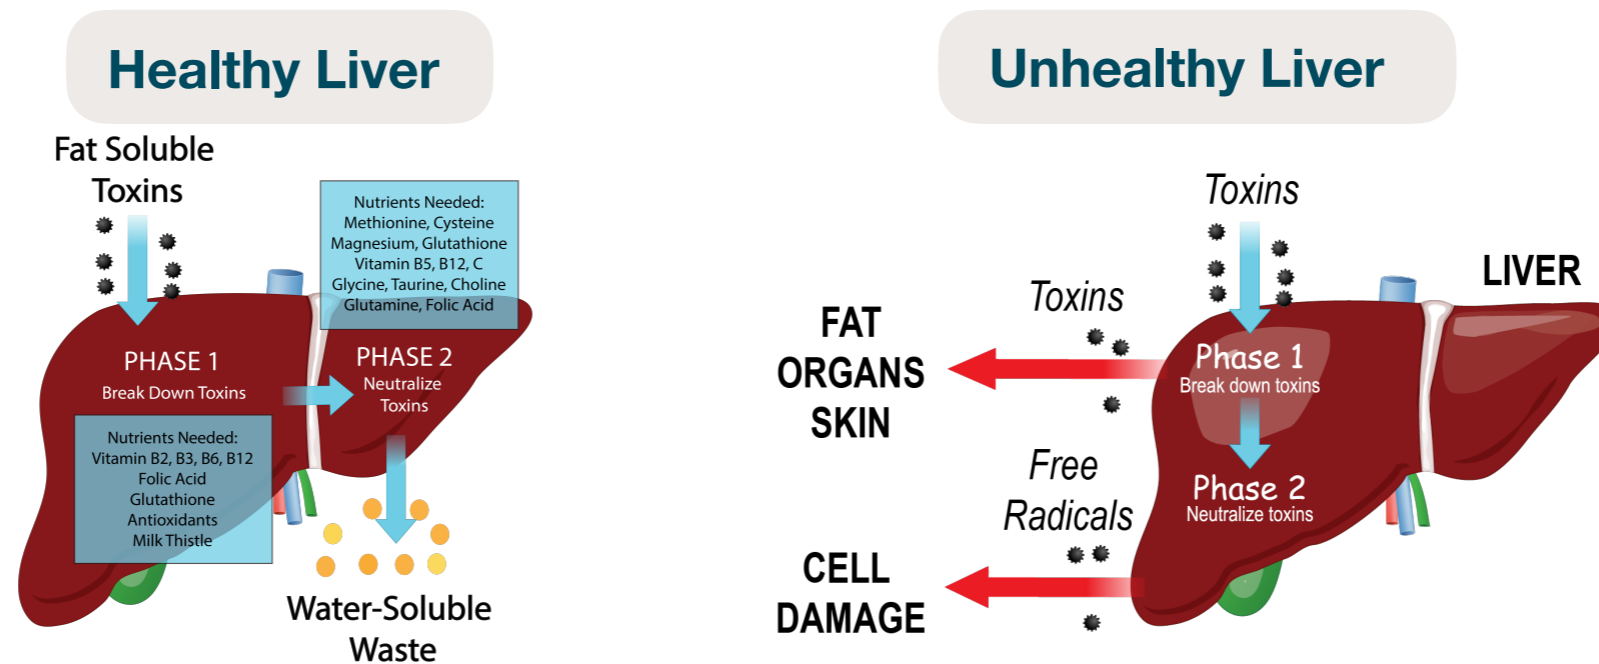 Healthy Liver
Fat Soluble
Toxins
Nutrients Needed:
Methionine, Cysteine
Magnesium, Glutathione
Vitamin B5, B12, C
Glycine, Taurine, Choline
Glutamine, Folic Acid
PHASE 1
Break Down Toxins
PHASE 2
Neutralize
Toxins
Nutrients Needed:
Vitamin B2, B3, B6, B12
Folic Acid
Glutathione
Antioxidants
Milk Thistle
Water-Soluble
Waste
Unhealthy Liver
Toxins
LIVER
Toxins
FAT
ORGANS
SKIN
Phase 1
Break down toxins
Phase 2
Neutralize toxins
Free
Radicals
CELL
DAMAGE